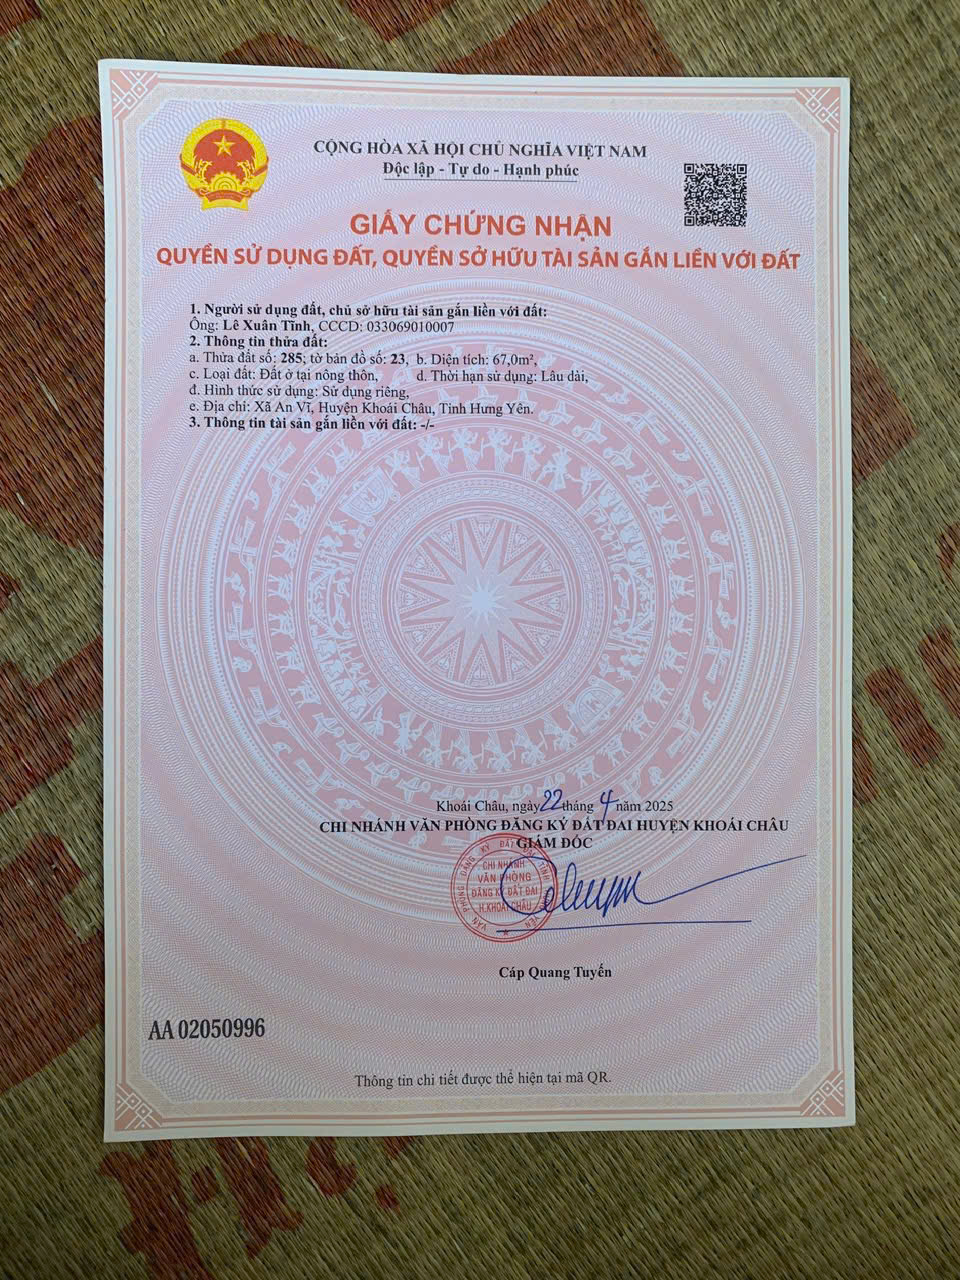 CỘNG HÒA XÃ HỘI CHỦ NGHĨA VIỆT NAM
Độc lập - Tự do - Hạnh phúc
GIẤY CHỨNG NHẬN
QUYỀN SỬ DỤNG ĐẤT, QUYỀN SỞ HỮU TÀI SẢN GẮN LIỀN VỚI ĐẤT
1. Người sử dụng đất, chủ sở hữu tài sản gắn liền với đất:
Ông: Lê Xuân Tĩnh, CCCD: 033069010007
2. Thông tin thửa đất:
a. Thửa đất số: 285; tờ bản đồ số: 23, b. Diện tích: 67,0m²,
c. Loại đất: Đất ở tại nông thôn, d. Thời hạn sử dụng: Lâu dài,
đ. Hình thức sử dụng: Sử dụng riêng,
e. Địa chỉ: Xã An Vĩ, Huyện Khoái Châu, Tỉnh Hưng Yên.
3. Thông tin tài sản gắn liền với đất: -/-
Khoái Châu, ngày 22 tháng 4 năm 2025
CHI NHÁNH VĂN PHÒNG ĐĂNG KÝ ĐẤT ĐAI HUYỆN KHOÁI CHÂU
GIÁM ĐỐC
CHI NHÁNH
VĂN PHÒNG
ĐĂNG KÝ ĐẤT ĐAI
H.KHOÁI CHÂU
Cáp Quang Tuyến
AA 02050996
Thông tin chi tiết được thể hiện tại mã QR.